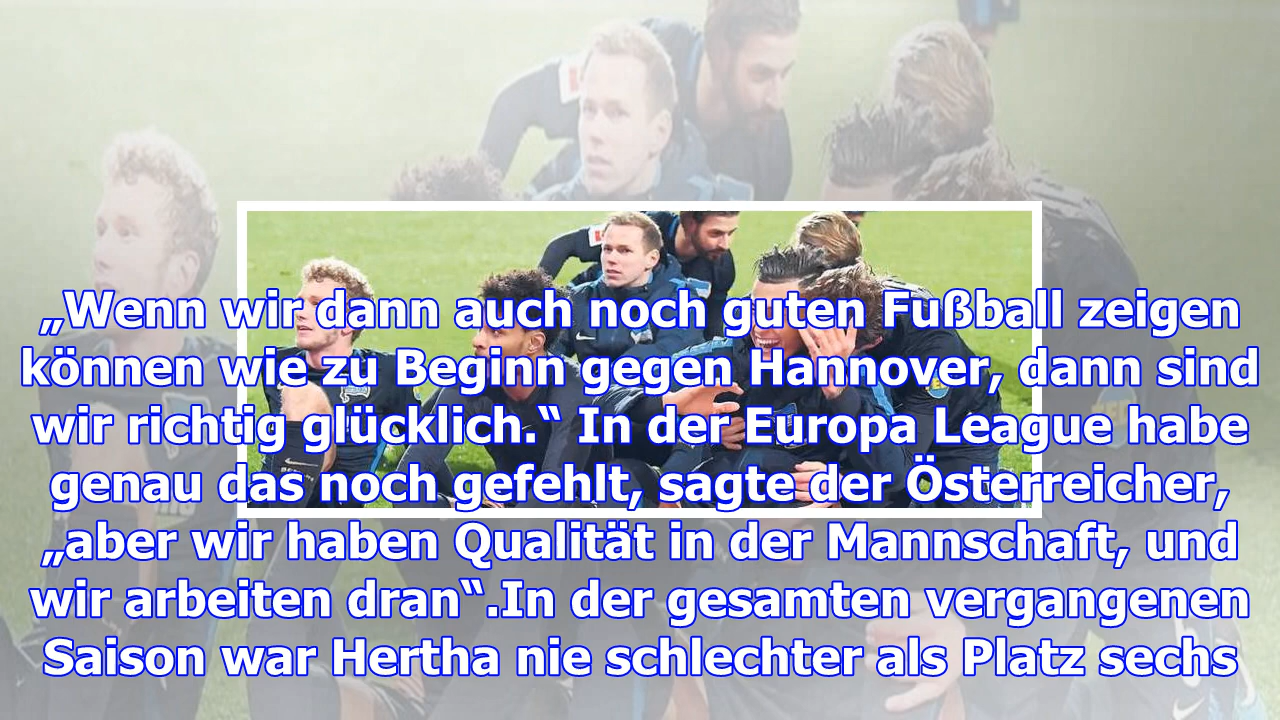 „Wenn wir dann auch noch guten Fußball zeigen
können wie zu Beginn gegen Hannover, dann sind
wir richtig glücklich.“ In der Europa League habe
genau das noch gefehlt, sagte der Österreicher,
„aber wir haben Qualität in der Mannschaft, und
wir arbeiten dran“.In der gesamten vergangenen
Saison war Hertha nie schlechter als Platz sechs